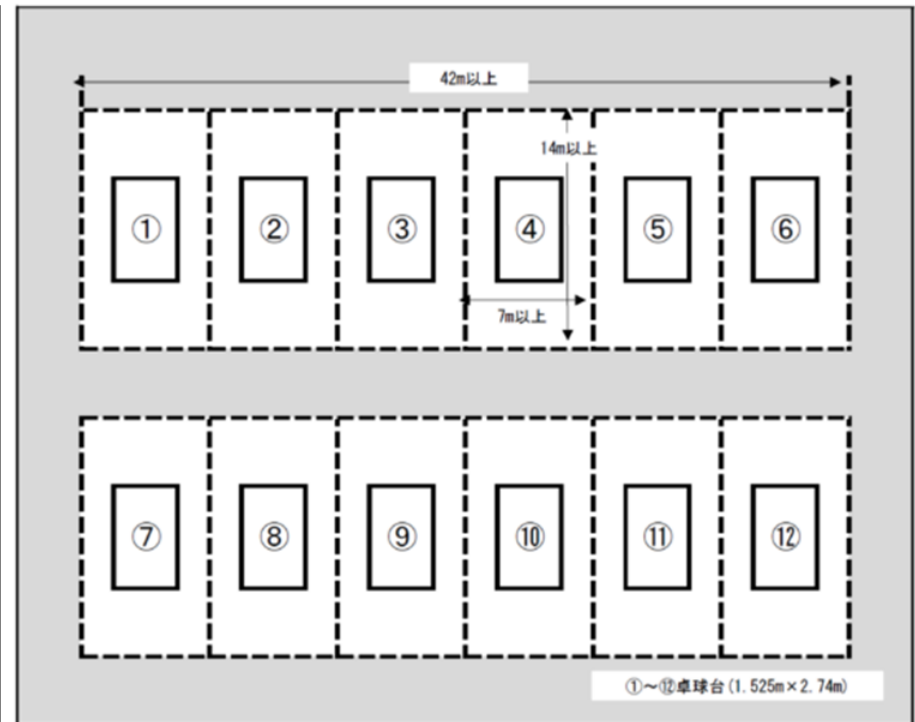 42m以上
14m以上
① ② ③ ④ ⑤ ⑥
7m以上
⑦ ⑧ ⑨ ⑩ ⑪ ⑫
①～⑫卓球台(1.525m×2.74m)